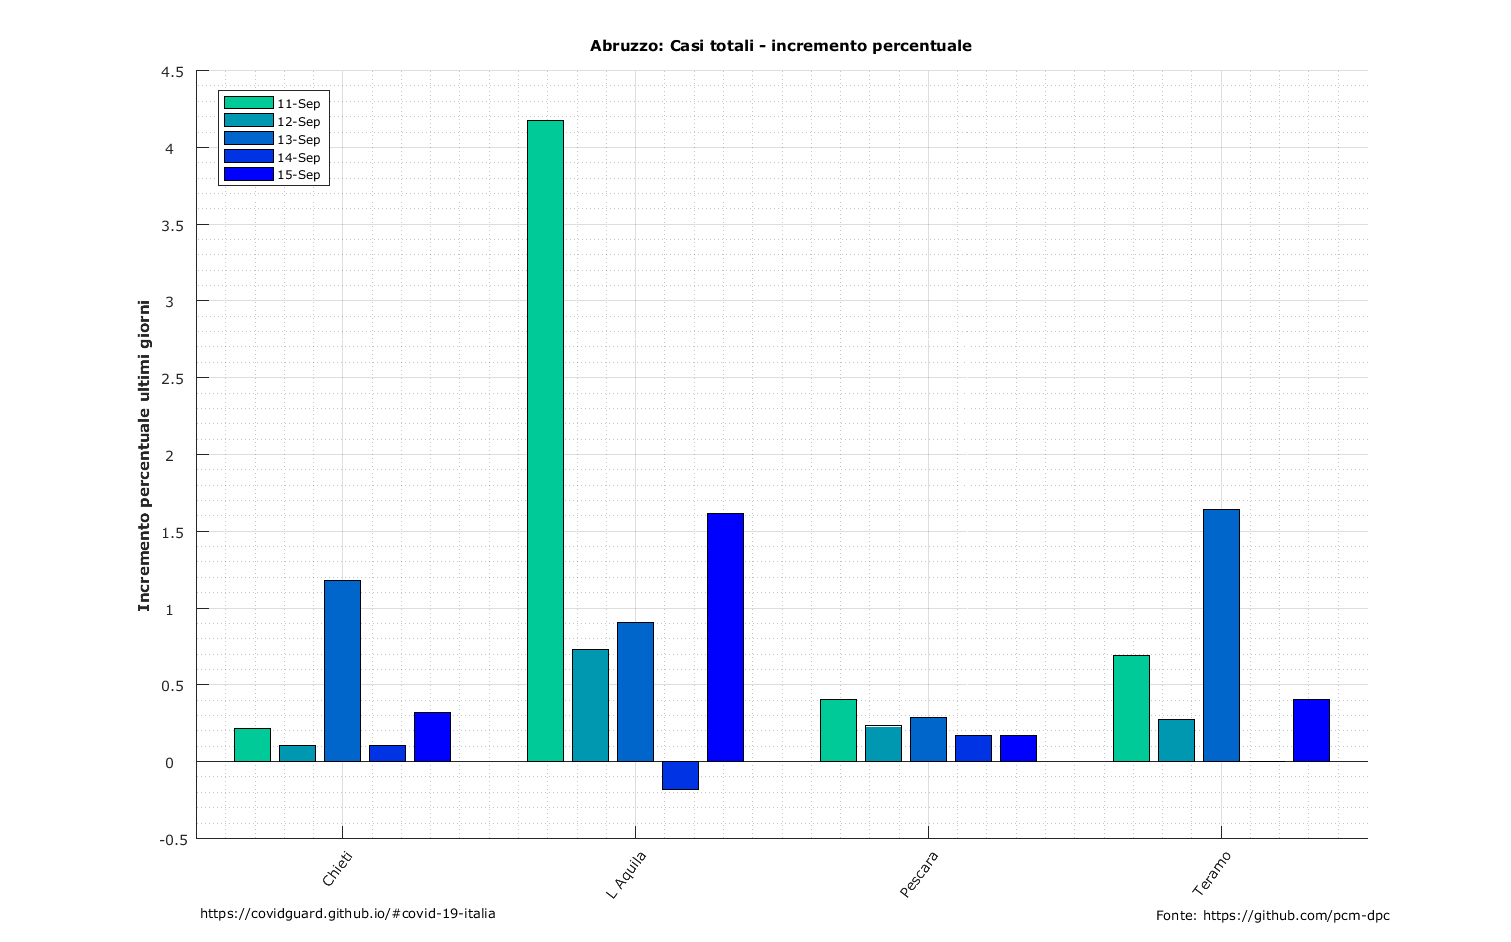 Abruzzo: Casi totali - incremento percentuale
11-Sep
12-Sep
13-Sep
14-Sep
15-Sep
Incremento percentuale ultimi giorni
4.5
4
3.5
3
2.5
2
1.5
1
0.5
0
-0.5
Chieti
L Aquila
Pescara
Teramo
https://covidguard.github.io/#covid-19-italia
Fonte: https://github.com/pcm-dpc